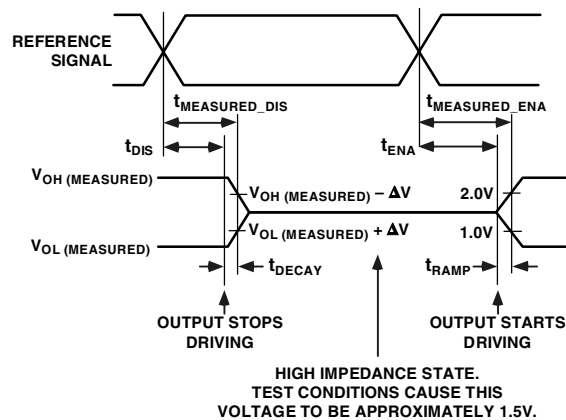 REFERENCE
SIGNAL
tMEASURED_DIS
tMEASURED_ENA
tDIS
tENA
VOH (MEASURED)
VOH (MEASURED) – ΔV
2.0V
VOL (MEASURED) + ΔV
1.0V
VOL (MEASURED)
tDECAY
tRAMP
OUTPUT STOPS
DRIVING
OUTPUT STARTS
DRIVING
HIGH IMPEDANCE STATE.
TEST CONDITIONS CAUSE THIS
VOLTAGE TO BE APPROXIMATELY 1.5V.